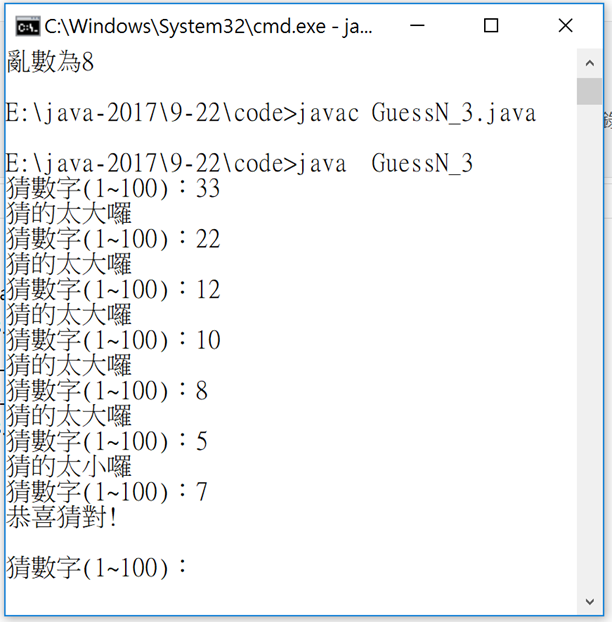 C:\Windows\System32\cmd.exe - ja...
亂數為8
E:\java-2017\9-22\code>javac GuessN_3.java
E:\java-2017\9-22\code>java  GuessN_3
猜數字(1~100)：33
猜的太大囉
猜數字(1~100)：22
猜的太大囉
猜數字(1~100)：12
猜的太大囉
猜數字(1~100)：10
猜的太大囉
猜數字(1~100)：8
猜的太大囉
猜數字(1~100)：5
猜的太小囉
猜數字(1~100)：7
恭喜猜對!
猜數字(1~100)：